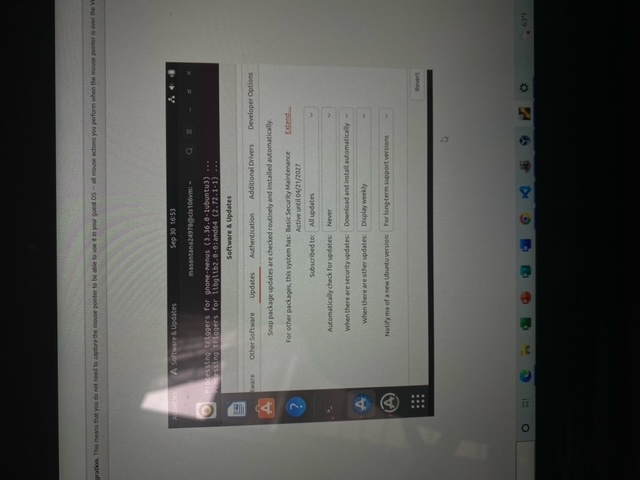 gration. This means that you do not need to capture the mouse pointer to be able to use it in your guest OS — all mouse actions you perform when the mouse pointer is over the
Software & Updates
Sep 30 16:53
masantana24978@cis106vm: ~
Processing triggers for gnome-menus (3.36.0-1ubuntu3) ...
Processing triggers for libglib2.0-0:amd64 (2.72.1-1) ...
Software & Updates
tware Other Software Updates Authentication Additional Drivers Developer Options
Snap package updates are checked routinely and installed automatically.
For other packages, this system has: Basic Security Maintenance Extend...
Active until 04/21/2027
Subscribed to: All updates
Automatically check for updates: Never
When there are security updates: Download and install automatically
When there are other updates: Display weekly
Notify me of a new Ubuntu version: For long-term support versions
Revert
63°F